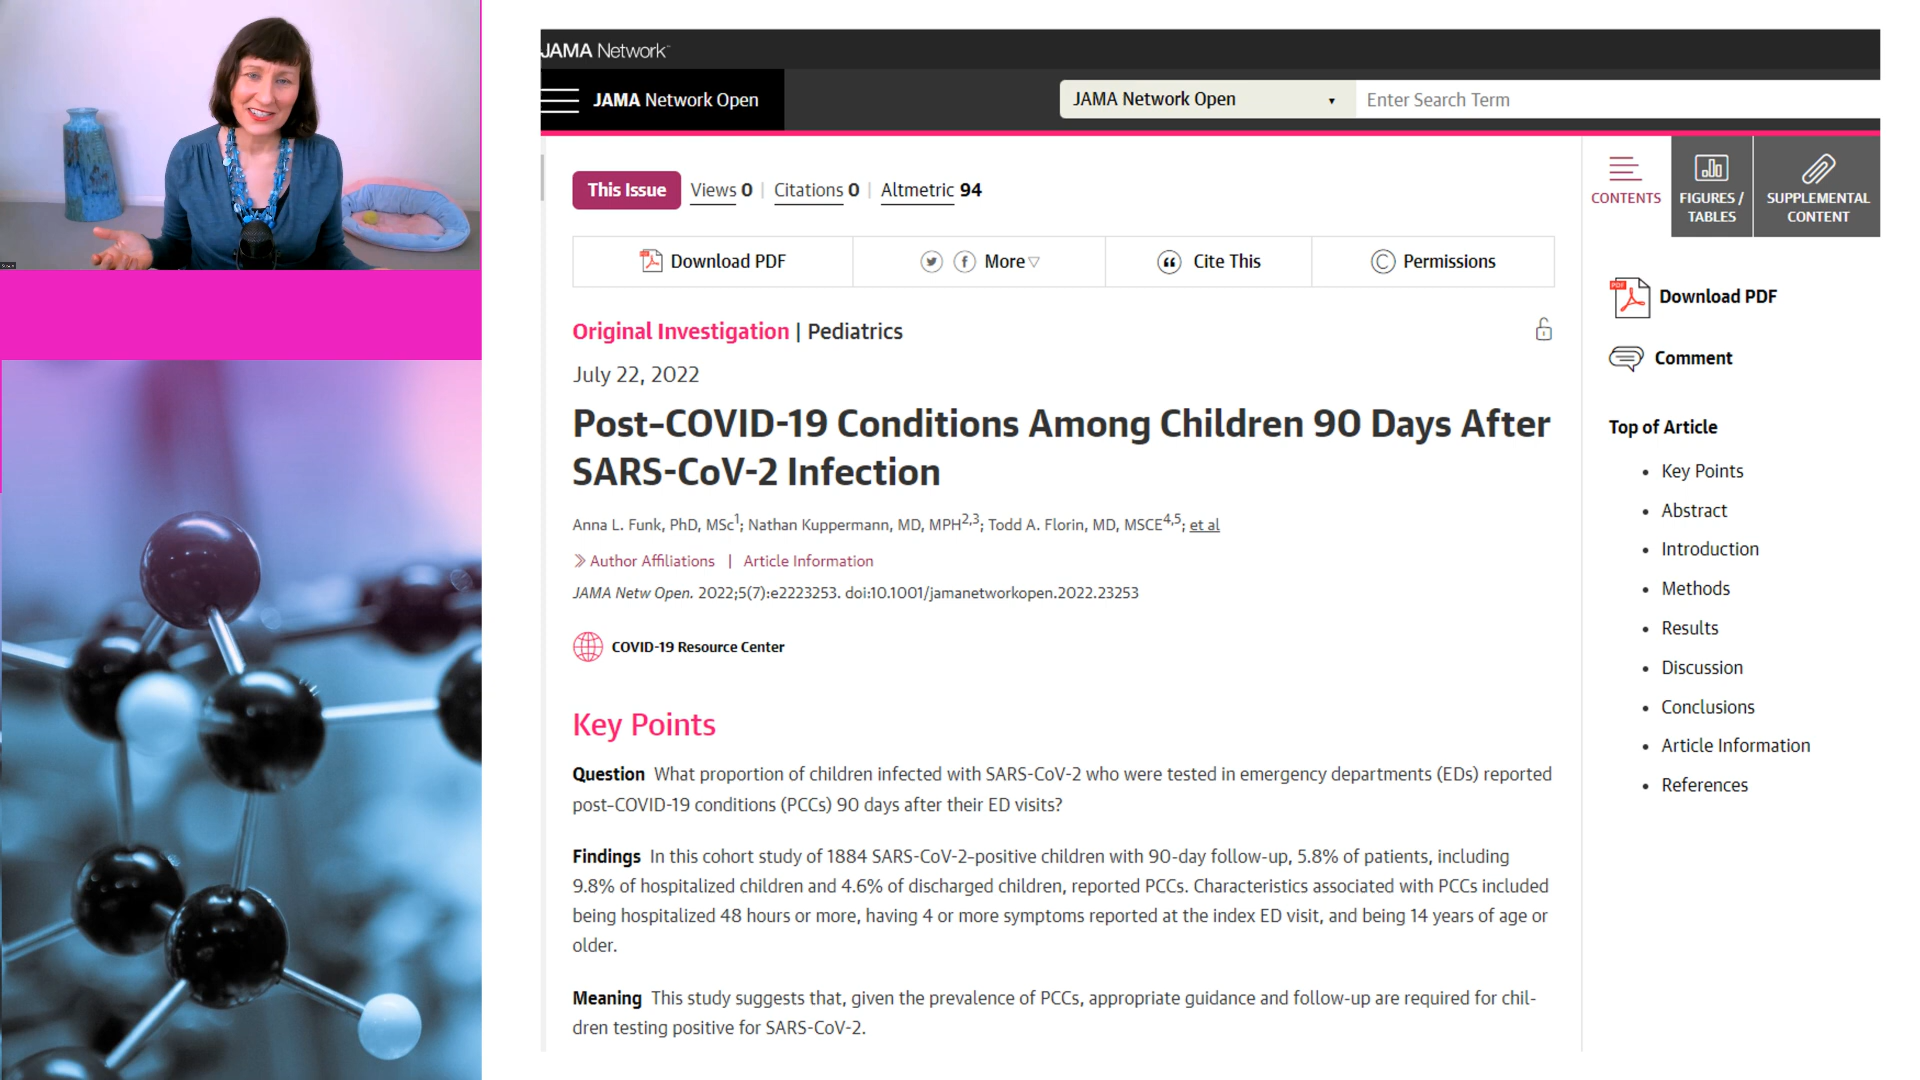 JAMA Network™
JAMA Network Open
JAMA Network Open
Enter Search Term
This Issue Views 0 | Citations 0 | Altmetric 94
Download PDF
More
Cite This
Permissions
Original Investigation | Pediatrics
July 22, 2022
Post-COVID-19 Conditions Among Children 90 Days After
SARS-CoV-2 Infection
Anna L. Funk, PhD, MSc1; Nathan Kuppermann, MD, MPH2,3; Todd A. Florin, MD, MSCE4,5; et al
Author Affiliations | Article Information
JAMA Netw Open. 2022;5(7):e2223253. doi:10.1001/jamanetworkopen.2022.23253
COVID-19 Resource Center
Key Points
Question What proportion of children infected with SARS-CoV-2 who were tested in emergency departments (EDs) reported
post-COVID-19 conditions (PCCs) 90 days after their ED visits?
Findings In this cohort study of 1884 SARS-CoV-2–positive children with 90-day follow-up, 5.8% of patients, including
9.8% of hospitalized children and 4.6% of discharged children, reported PCCs. Characteristics associated with PCCs included
being hospitalized 48 hours or more, having 4 or more symptoms reported at the index ED visit, and being 14 years of age or
older.
Meaning This study suggests that, given the prevalence of PCCs, appropriate guidance and follow-up are required for chil-
dren testing positive for SARS-CoV-2.
CONTENTS
FIGURES /
TABLES
SUPPLEMENTAL
CONTENT
PDF
Download PDF
Comment
Top of Article
• Key Points
• Abstract
• Introduction
• Methods
• Results
• Discussion
• Conclusions
• Article Information
• References